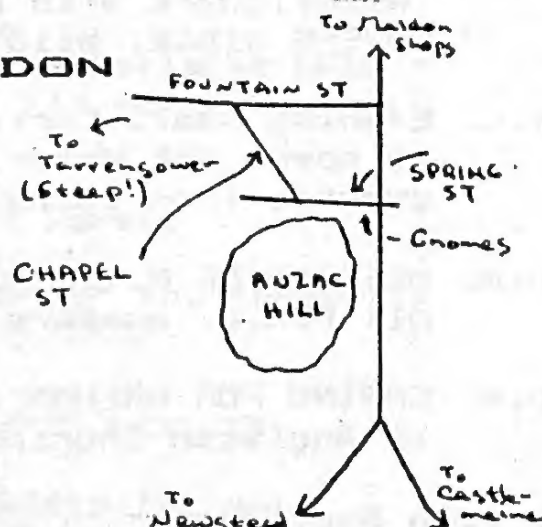 To Maldon
Shops
DON
FOUNTAIN ST
To
Tarrengower
(Steep!)
SPRING
ST
- Gnomes
CHAPEL
ST
ANZAC
HILL
To
Newstead
To
Castle-
maine